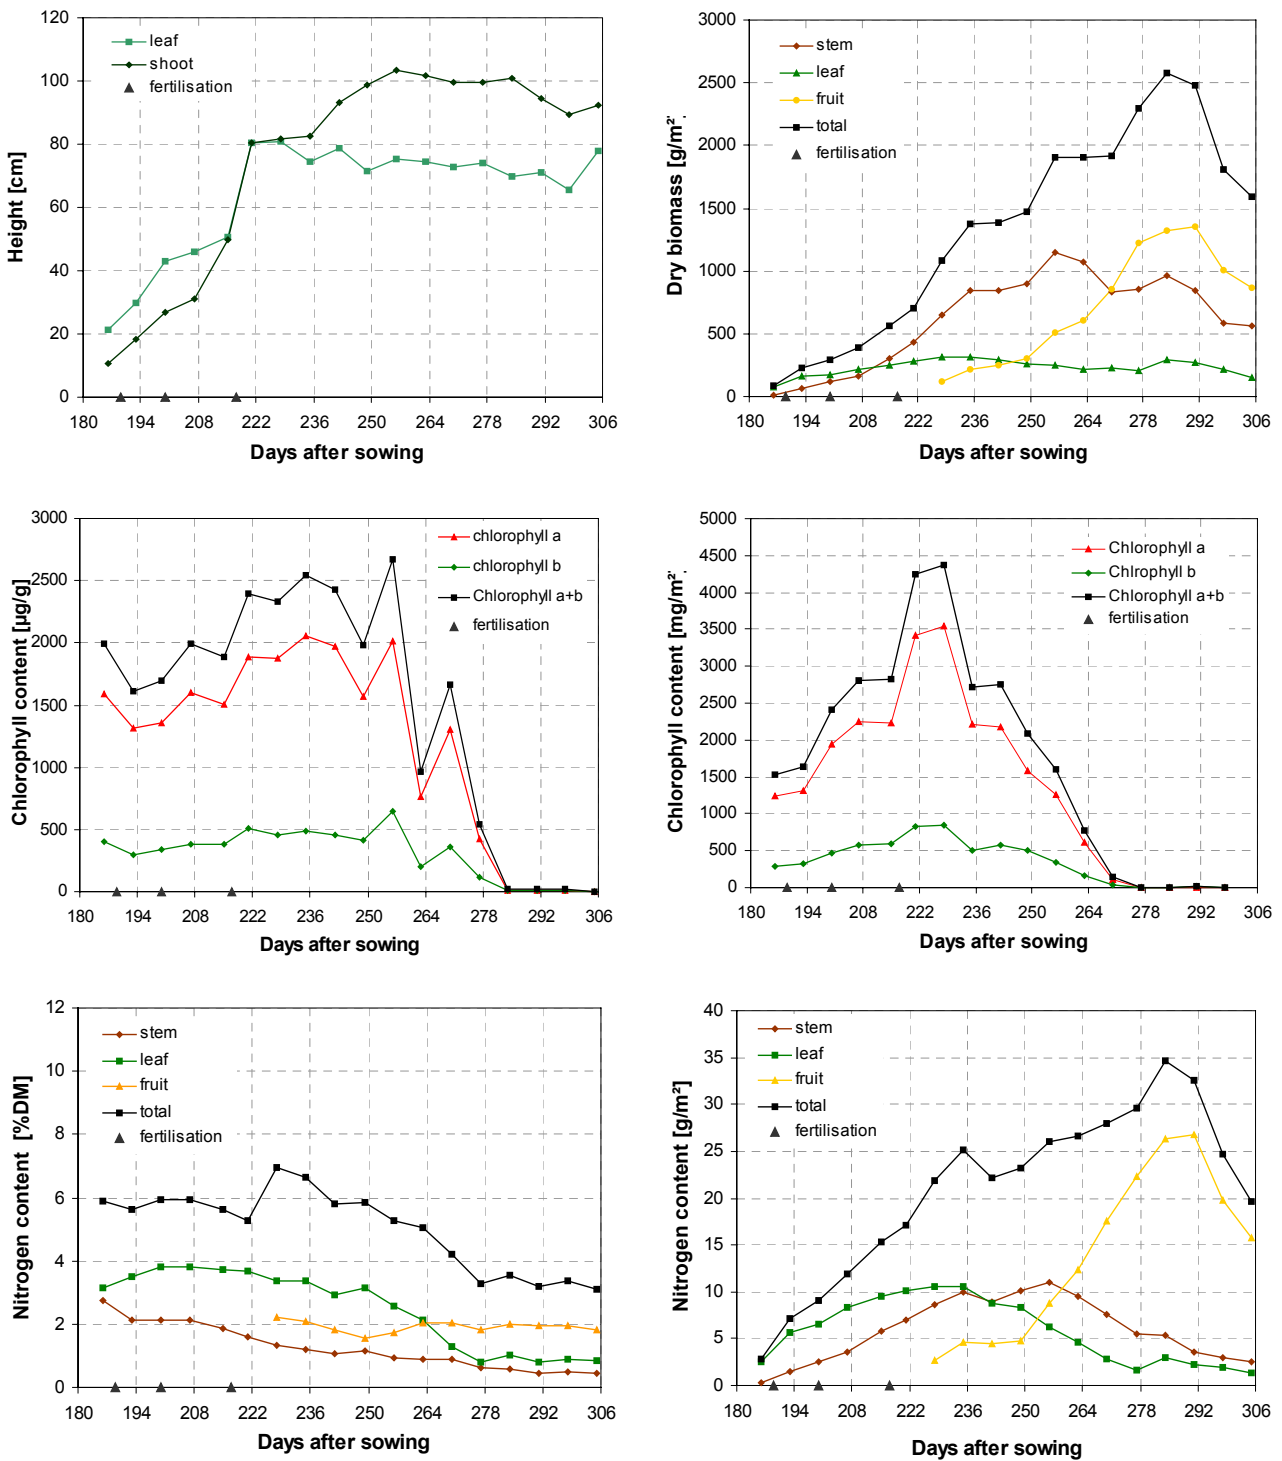 120
100
80
60
40
20
0
Height [cm]
leaf
shoot
fertilisation
180 194 208 222 236 250 264 278 292 306
Days after sowing
3000
2500
2000
1500
1000
500
0
Dry biomass [g/m²]
stem
leaf
fruit
total
fertilisation
180 194 208 222 236 250 264 278 292 306
Days after sowing
3000
2500
2000
1500
1000
500
0
Chlorophyll content [µg/g]
chlorophyll a
chlorophyll b
Chlorophyll a+b
fertilisation
180 194 208 222 236 250 264 278 292 306
Days after sowing
5000
4500
4000
3500
3000
2500
2000
1500
1000
500
0
Chlorophyll content [mg/m²]
Chlorophyll a
Chlrophyll b
Chlorophyll a+b
fertilisation
180 194 208 222 236 250 264 278 292 306
Days after sowing
12
10
8
6
4
2
0
Nitrogen content [%DM]
stem
leaf
fruit
total
fertilisation
180 194 208 222 236 250 264 278 292 306
Days after sowing
40
35
30
25
20
15
10
5
0
Nitrogen content [g/m²]
stem
leaf
fruit
total
fertilisation
180 194 208 222 236 250 264 278 292 306
Days after sowing